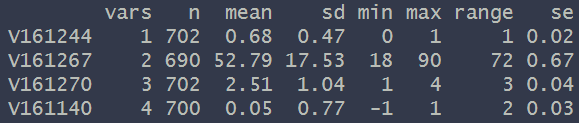 vars n mean sd min max range se
V161244 1 702 0.68 0.47 0 1 1 0.02
V161267 2 690 52.79 17.53 18 90 72 0.67
V161270 3 702 2.51 1.04 1 4 3 0.04
V161140 4 700 0.05 0.77 -1 1 2 0.03